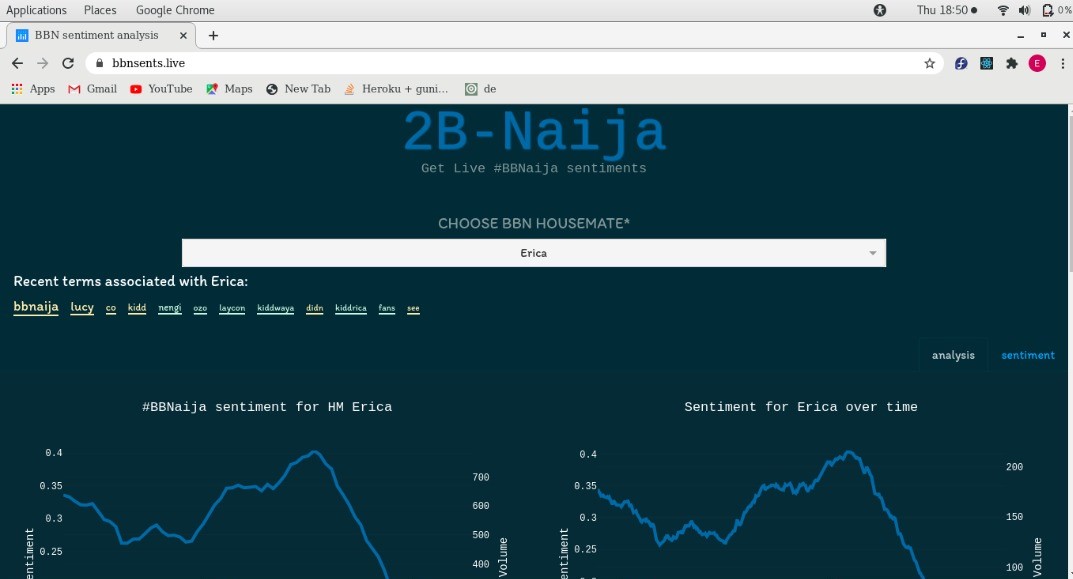 Applications Places Google Chrome Thu 18:50 0%
BBN sentiment analysis
bbnsents.live E
Apps Gmail YouTube Maps New Tab Heroku + guni... de
2B-Naija
Get Live #BBNaija sentiments
CHOOSE BBN HOUSEMATE*
Erica
Recent terms associated with Erica:
bbnaija lucy co kidd nengi ozo laycon kiddwaya didn kiddrica fans see
analysis sentiment
#BBNaija sentiment for HM Erica
0.4
0.35
0.3
0.25
700
600
500
400
Volume
Sentiment for Erica over time
0.4
0.35
0.3
0.25
200
150
100
Volume